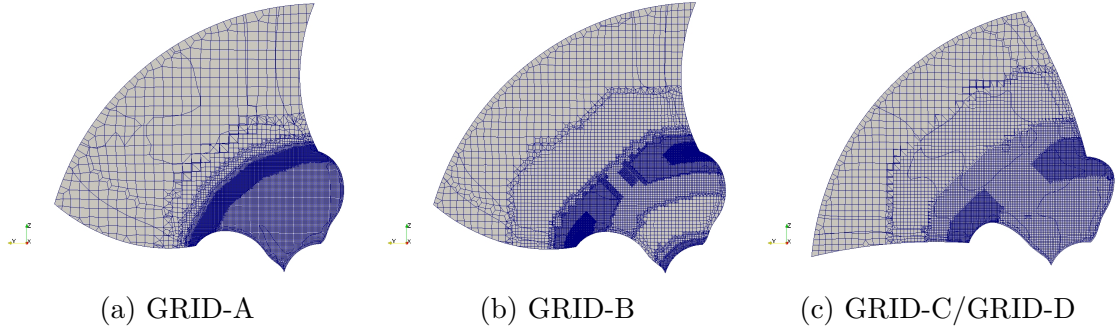 Z
Y X
Z
Y X
Z
Y X
(a) GRID-A
(b) GRID-B
(c) GRID-C/GRID-D